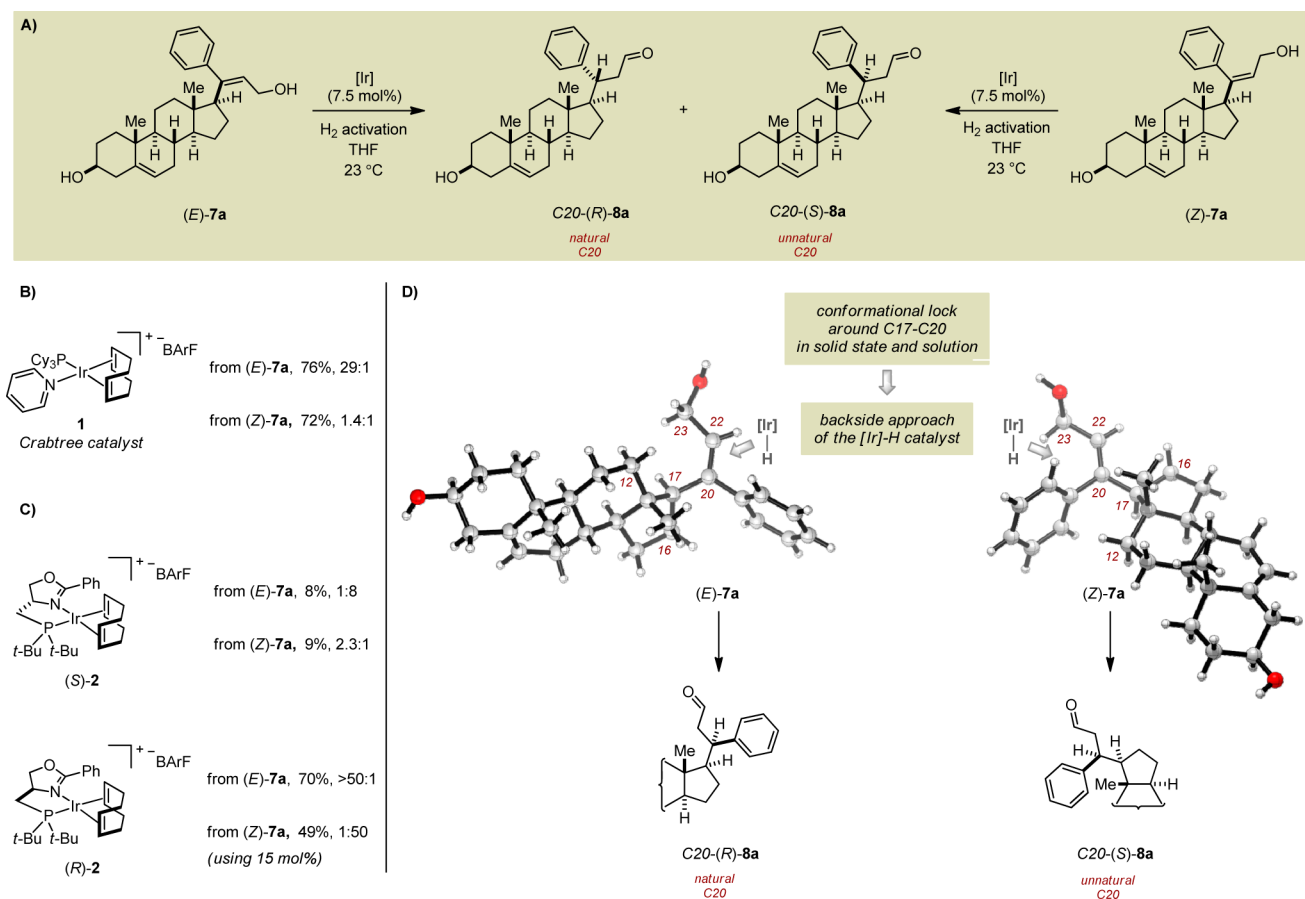 A)
[Ir]
(7.5 mol%)
H2 activation
THF
23 °C
Me
Me
H
H
H
H
OH
HO
(E)-7a
H
O
Me
Me
H
H
H
H
HO
C20-(R)-8a
natural
C20
+
H
O
Me
Me
H
H
H
H
HO
C20-(S)-8a
unnatural
C20
[Ir]
(7.5 mol%)
H2 activation
THF
23 °C
OH
Me
Me
H
H
H
H
HO
(Z)-7a
B)
+ −
BArF
Cy3P
Ir
N
1
Crabtree catalyst
from (E)-7a, 76%, 29:1
from (Z)-7a, 72%, 1.4:1
C)
+ −
BArF
O
Ph
N
Ir
P
t-Bu
t-Bu
(S)-2
from (E)-7a, 8%, 1:8
from (Z)-7a, 9%, 2.3:1
+ −
BArF
O
Ph
N
Ir
P
t-Bu
t-Bu
(R)-2
from (E)-7a, 70%, >50:1
from (Z)-7a, 49%, 1:50
(using 15 mol%)
D)
conformational lock
around C17-C20
in solid state and solution
backside approach
of the [Ir]-H catalyst
23
22
[Ir]
H
12
17
20
16
(E)-7a
[Ir]
H
23
22
16
20
17
12
(Z)-7a
O
H
Me
H
H
C20-(R)-8a
natural
C20
O
H
H
Me
H
C20-(S)-8a
unnatural
C20